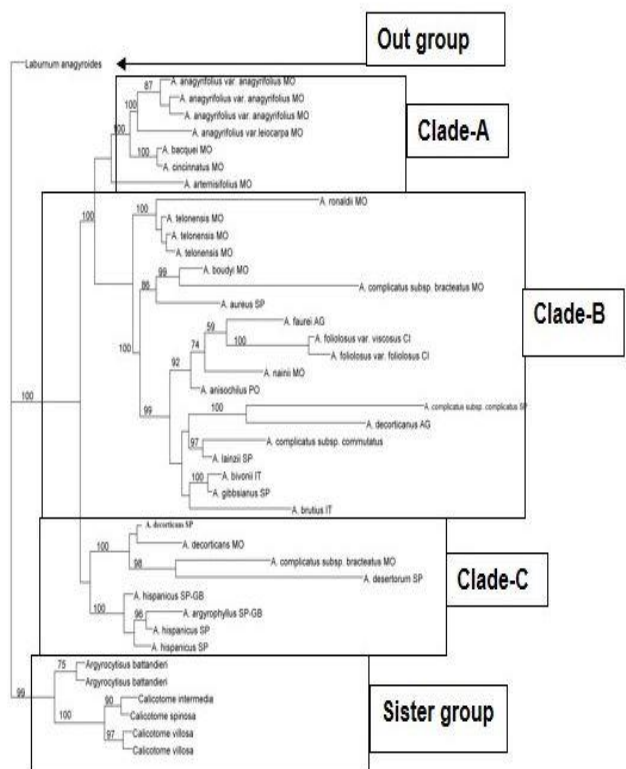 Out group
Laburnum anagyroides
A. anagyrifolius var. anagyrifolius MO
87
A. anagyrifolius var. anagyrifolius MO
100
A. anagyrifolius var. anagyrifolius MO
Clade-A
100
A. anagyrifolius var.leiocarpa MO
100
A. bacquei MO
A. cincinnatus MO
A. artemisifolius MO
A. ronaldii MO
100
100
A. telonensis MO
A. telonensis MO
A. telonensis MO
99
A. boudyi MO
86
A. complicatus subsp. bracteatus MO
A. aureus SP
Clade-B
A. faurei AG
59
100
A. foliolosus var. viscosus CI
100
74
A. foliolosus var. foliolosus CI
92
A. nainii MO
A. anisochilus PO
100
99
100
A. complicatus subsp. complicatus SP
A. decorticanus AG
97
A. complicatus subsp. commutatus
A. lainzii SP
100
A. bivonii IT
A. gibbsianus SP
A. brutius IT
A. decorticans SP
100
A. decorticans MO
98
A. complicatus subsp. bracteatus MO
A. desertorum SP
Clade-C
100
A. hispanicus SP-GB
96
A. argyrophyllus SP-GB
A. hispanicus SP
A. hispanicus SP
75
Argyrocytisus battandieri
99
Argyrocytisus battandieri
90
Calicotome intermedia
100
Calicotome spinosa
Sister group
97
Calicotome villosa
Calicotome villosa